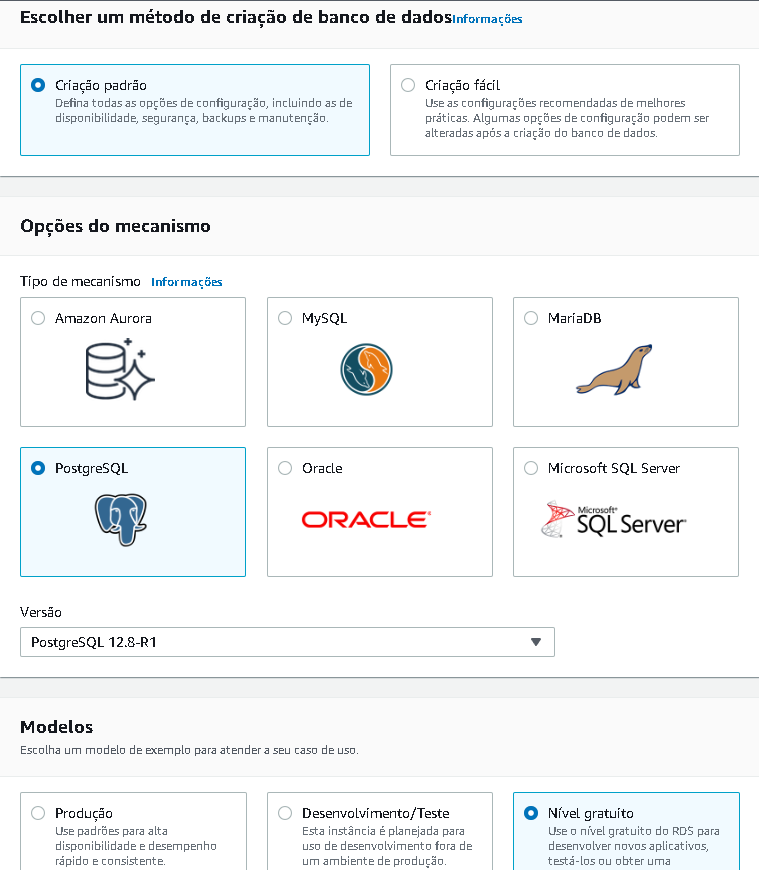 Escolher um método de criação de banco de dados Informações
Criação padrão
Defina todas as opções de configuração, incluindo as de
disponibilidade, segurança, backups e manutenção.
Criação fácil
Use as configurações recomendadas de melhores
práticas. Algumas opções de configuração podem ser
alteradas após a criação do banco de dados.
Opções do mecanismo
Tipo de mecanismo Informações
Amazon Aurora
MySQL
MariaDB
PostgreSQL
Oracle
ORACLE®
Microsoft SQL Server
Microsoft®
SQL Server®
Versão
PostgreSQL 12.8-R1
Modelos
Escolha um modelo de exemplo para atender a seu caso de uso.
Produção
Use padrões para alta
disponibilidade e desempenho
rápido e consistente.
Desenvolvimento/Teste
Esta instância é planejada para
uso de desenvolvimento fora de
um ambiente de produção.
Nível gratuito
Use o nível gratuito do RDS para
desenvolver novos aplicativos,
testá-los ou obter uma